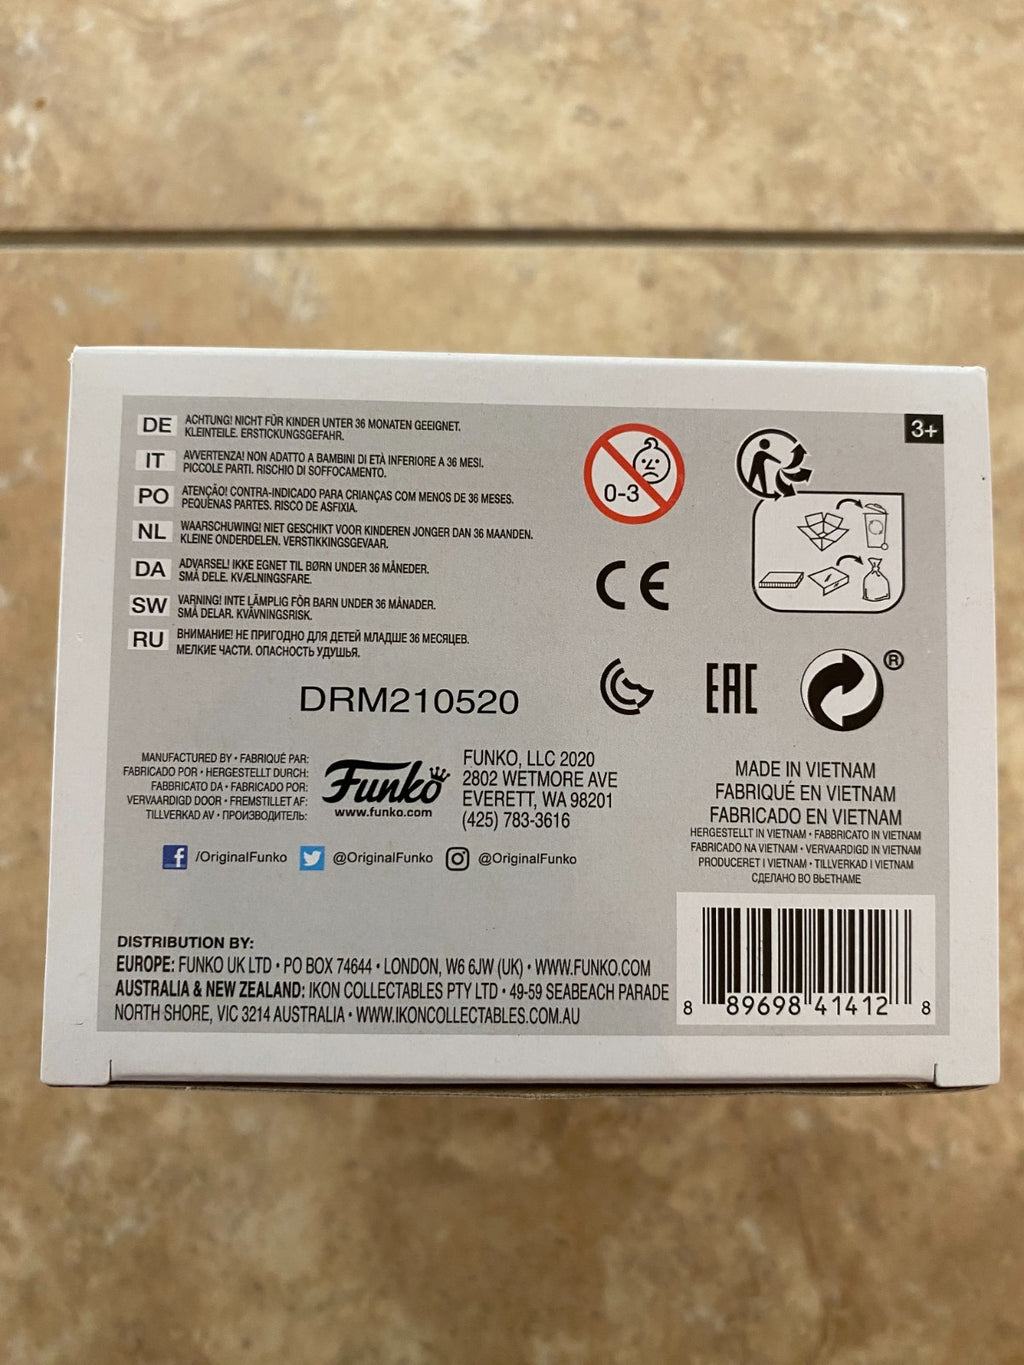 DE ACHTUNG! NICHT FÜR KINDER UNTER 36 MONATEN GEEIGNET.
KLEINTEILE. ERSTICKUNGSGEFAHR.
IT AVVERTENZA! NON ADATTO A BAMBINI DI ETÀ INFERIORE A 36 MESI.
PICCOLE PARTI. RISCHIO DI SOFFOCAMENTO.
PO ATENÇÃO! CONTRA-INDICADO PARA CRIANÇAS COM MENOS DE 36 MESES.
PEQUENAS PARTES. RISCO DE ASFIXIA.
NL WAARSCHUWING! NIET GESCHIKT VOOR KINDEREN JONGER DAN 36 MAANDEN.
KLEINE ONDERDELEN. VERSTIKKINGSGEVAAR.
DA ADVARSEL! IKKE EGNET TIL BØRN UNDER 36 MÅNEDER.
SMÅ DELE. KVÆLNINGSFARE.
SW VARNING! INTE LÄMPLIG FÖR BARN UNDER 36 MÅNADER.
SMÅ DELAR. KVÄVNINGSRISK.
RU ВНИМАНИЕ! НЕ ПРИГОДНО ДЛЯ ДЕТЕЙ МЛАДШЕ 36 МЕСЯЦЕВ.
МЕЛКИЕ ЧАСТИ. ОПАСНОСТЬ УДУШЬЯ.
0-3
3+
CE
EAC
®
DRM210520
MANUFACTURED BY • FABRIQUÉ PAR:
FABRICADO POR • HERGESTELLT DURCH:
FABBRICATO DA • FABRICADO POR:
VERVAARDIGD DOOR • FREMSTILLET AF:
TILLVERKAD AV • ПРОИЗВОДИТЕЛЬ:
Funko
www.funko.com
FUNKO, LLC 2020
2802 WETMORE AVE
EVERETT, WA 98201
(425) 783-3616
MADE IN VIETNAM
FABRIQUÉ EN VIETNAM
FABRICADO EN VIETNAM
HERGESTELLT IN VIETNAM • FABBRICATO IN VIETNAM
FABRICADO NA VIETNAM • VERVAARDIGD IN VIETNAM
PRODUCERET I VIETNAM • TILLVERKAD I VIETNAM
СДЕЛАНО ВО ВЬЕТНАМЕ
f /OriginalFunko @OriginalFunko @OriginalFunko
DISTRIBUTION BY:
EUROPE: FUNKO UK LTD • PO BOX 74644 • LONDON, W6 6JW (UK) • WWW.FUNKO.COM
AUSTRALIA & NEW ZEALAND: IKON COLLECTABLES PTY LTD • 49-59 SEABEACH PARADE
NORTH SHORE, VIC 3214 AUSTRALIA • WWW.IKONCOLLECTABLES.COM.AU
8 89698 41412 8